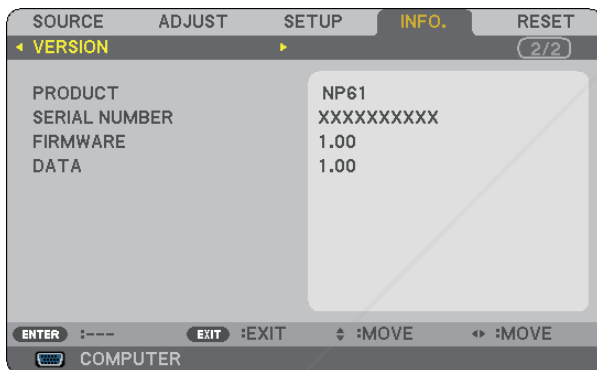 SOURCE ADJUST SETUP INFO. RESET
VERSION 2/2
PRODUCT NP61
SERIAL NUMBER XXXXXXXXXX
FIRMWARE 1.00
DATA 1.00
ENTER :--- EXIT :EXIT :MOVE :MOVE
COMPUTER